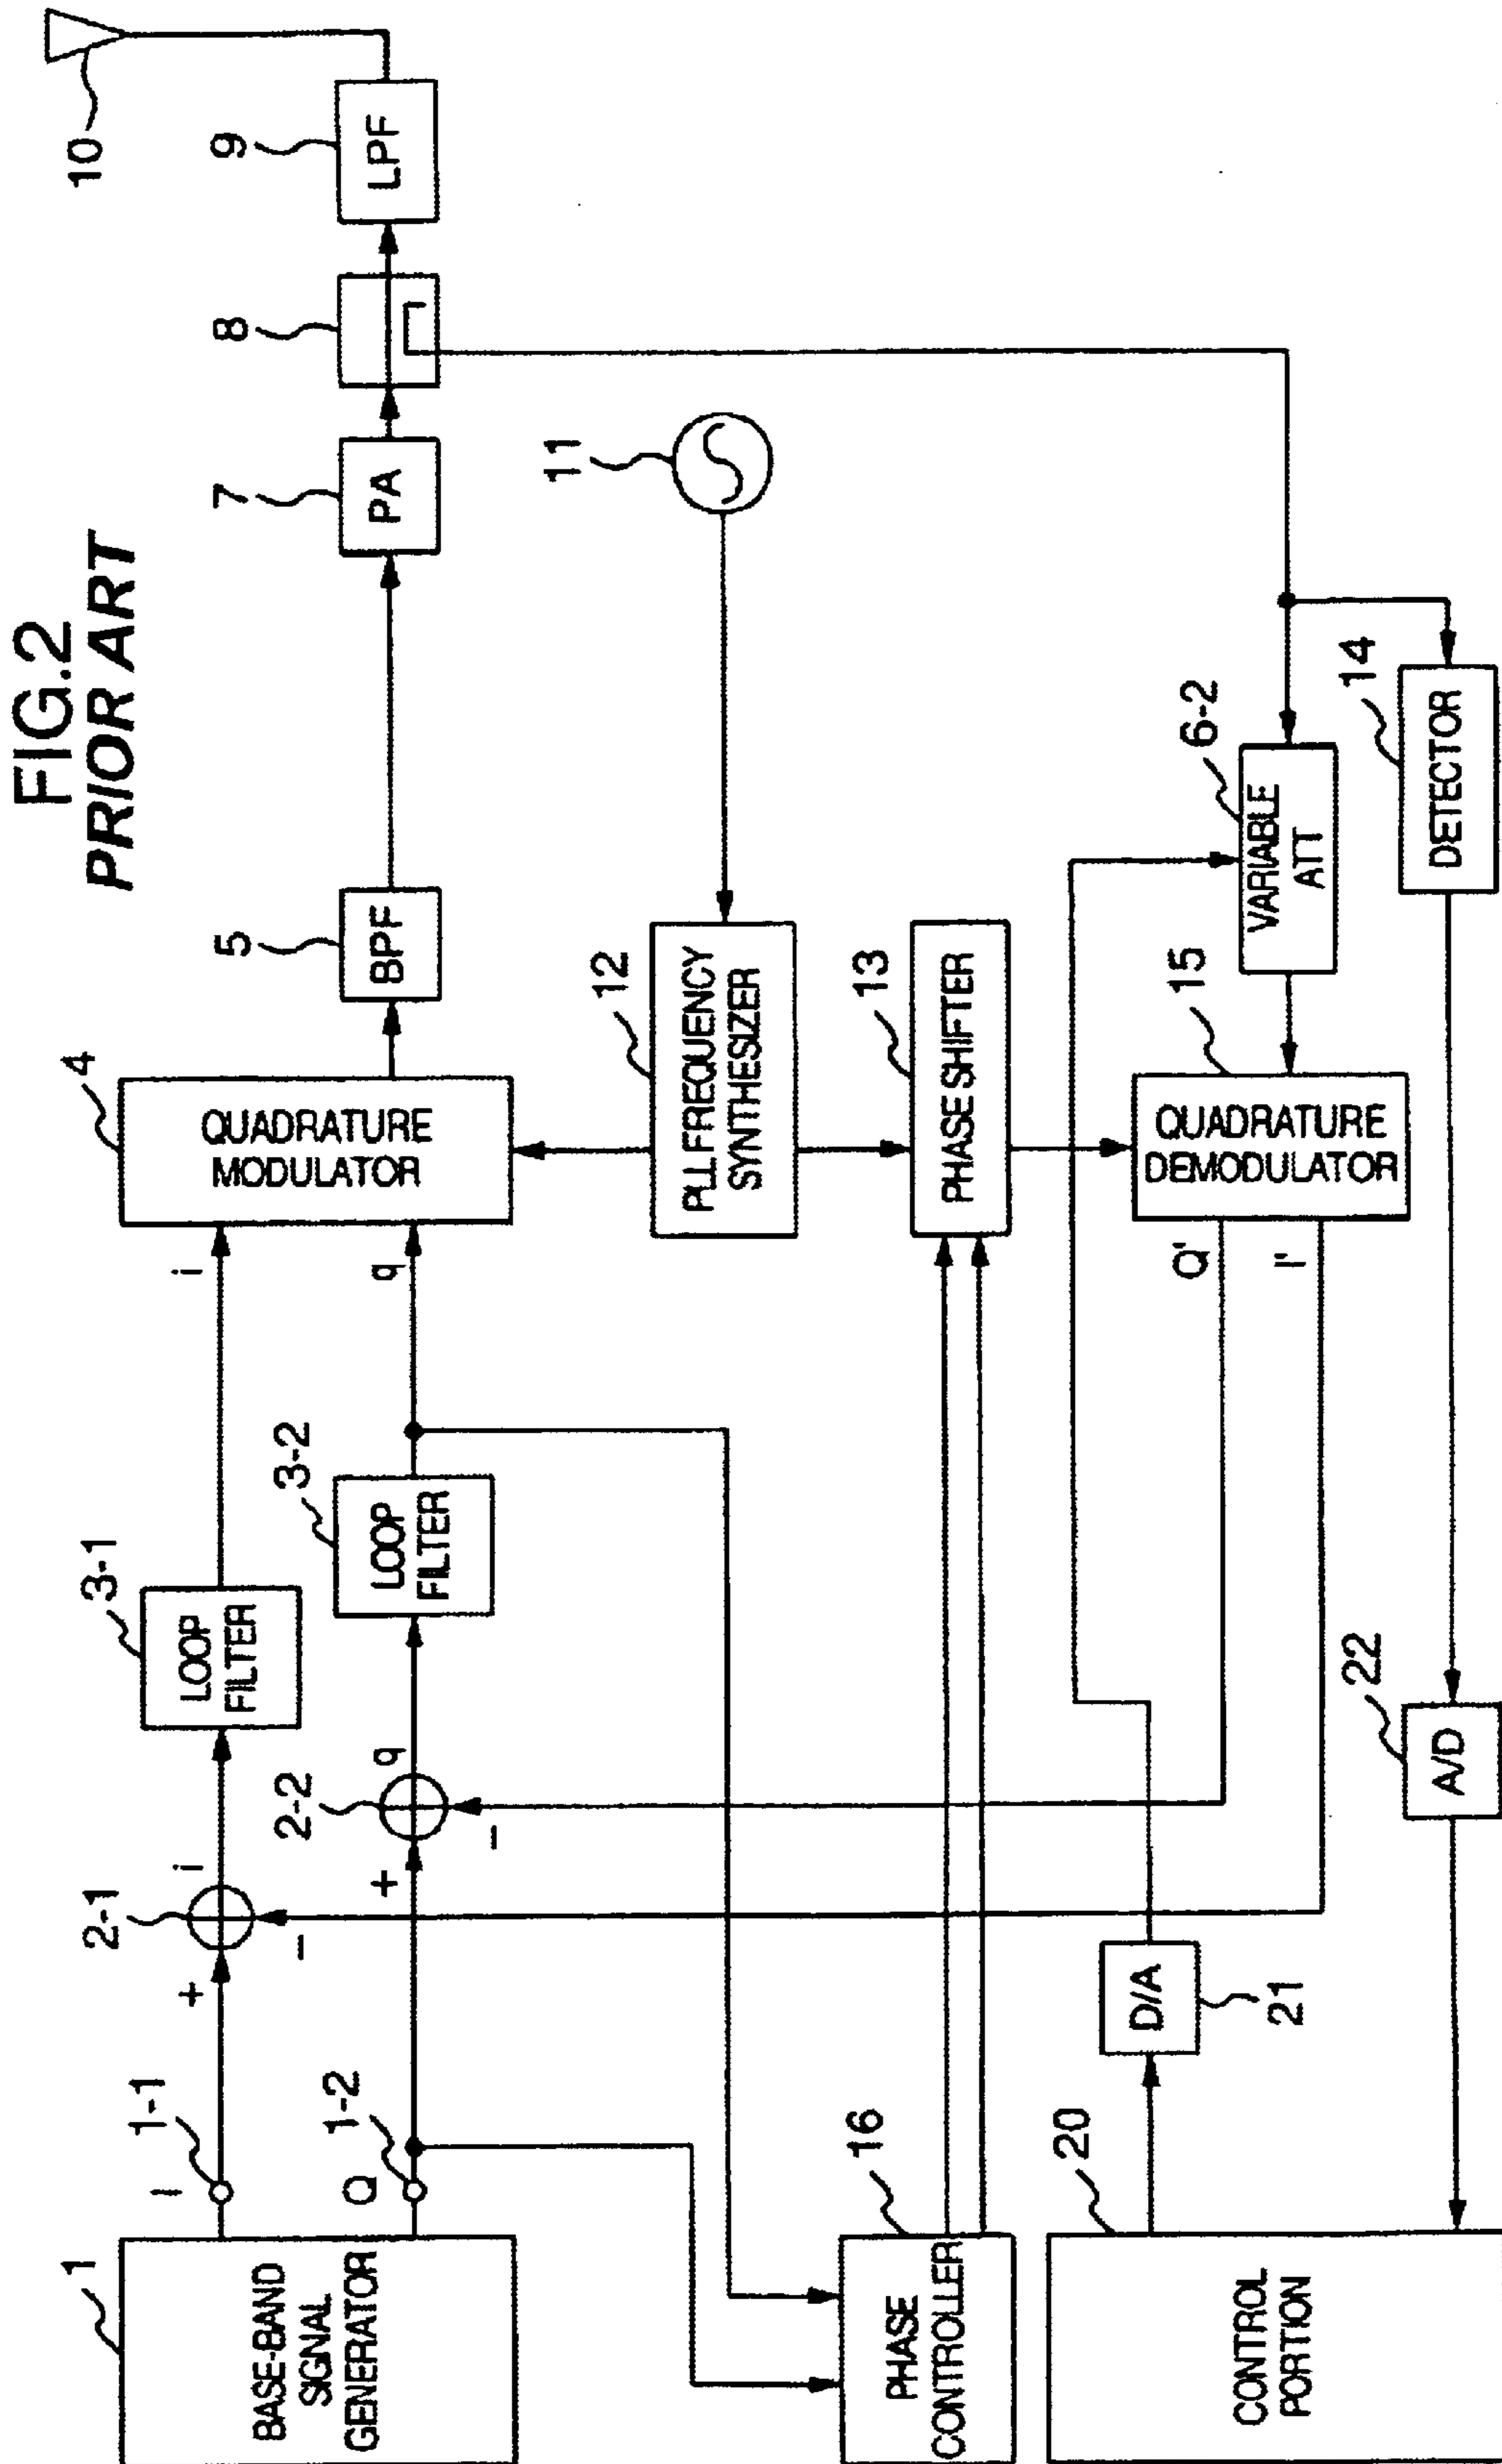 FIG.2
PRIOR ART
1
BASE-BAND
SIGNAL
GENERATOR
I
1-1
Q
1-2
+
2-1
-
i
+
2-2
-
q
3-1
LOOP
FILTER
3-2
LOOP
FILTER
i
q
4
QUADRATURE
MODULATOR
5
BPF
7
PA
8
9
LPF
10
11
12
PLL FREQUENCY
SYNTHESIZER
13
PHASE SHIFTER
16
PHASE
CONTROLLER
15
QUADRATURE
DEMODULATOR
Q'
I'
6-2
VARIABLE
ATT
14
DETECTOR
20
CONTROL
PORTION
D/A
21
22
A/D